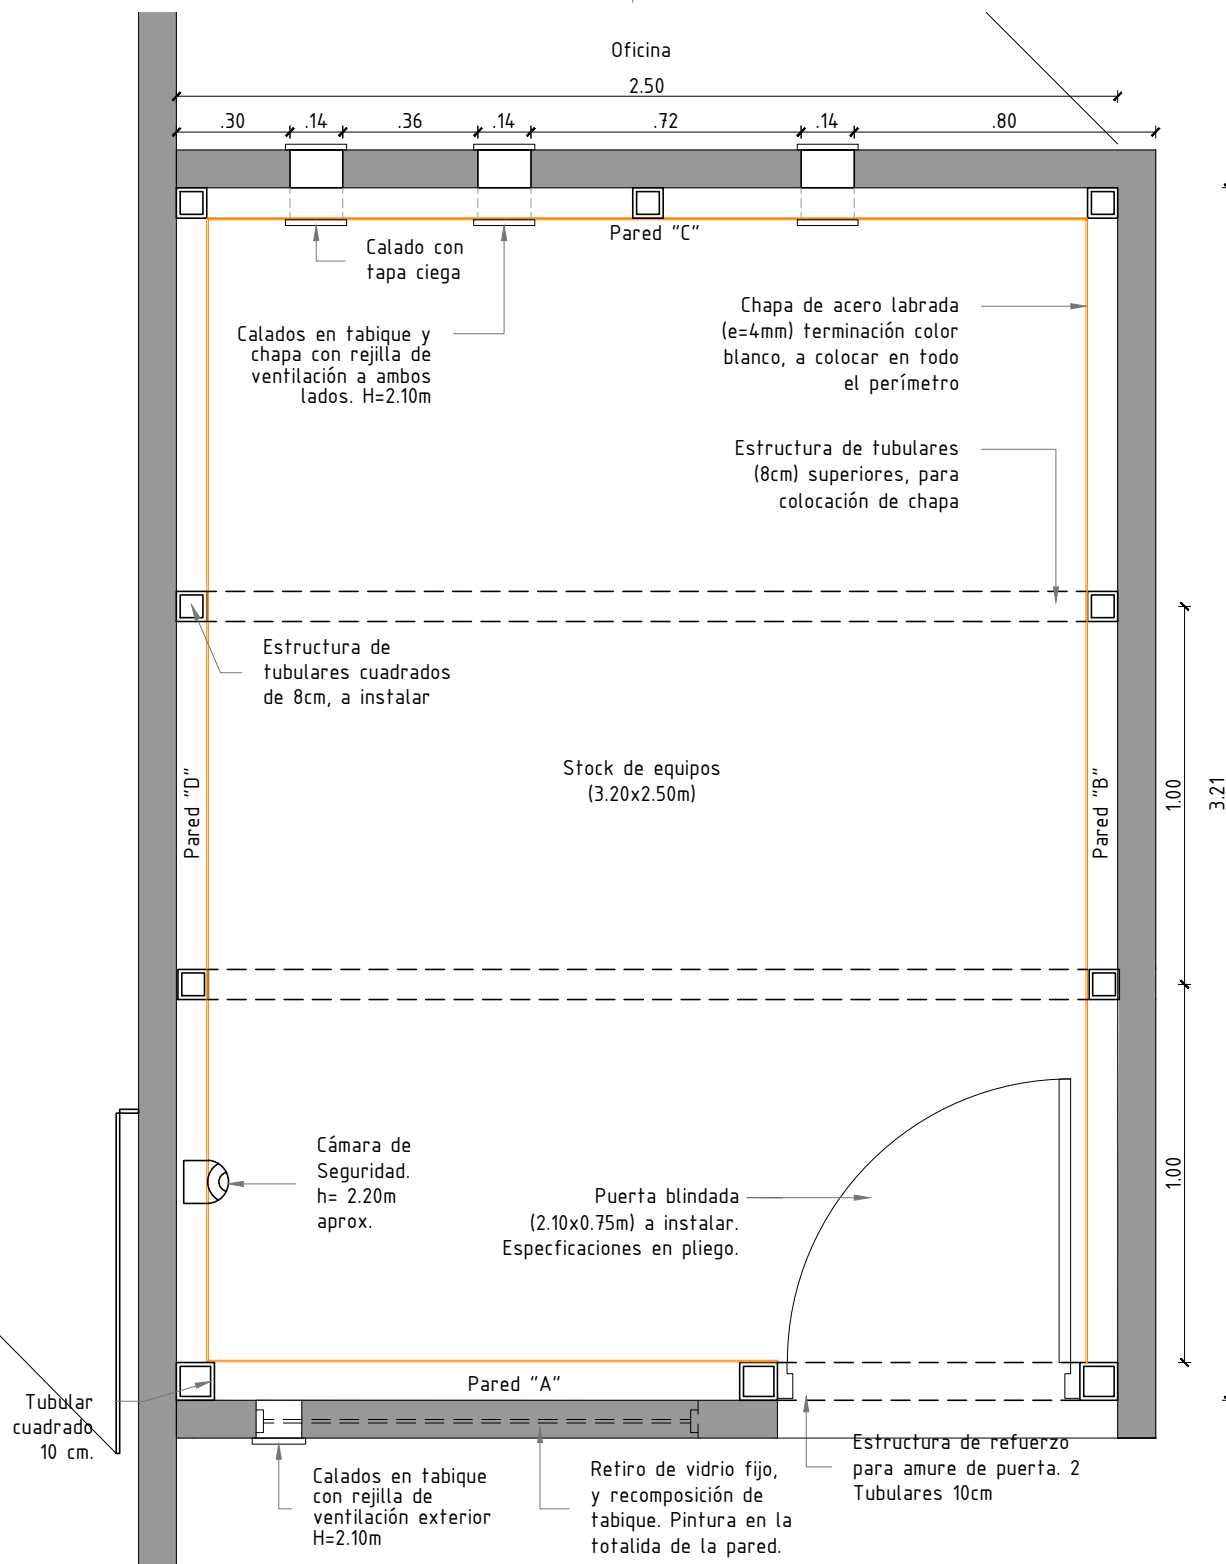 Oficina
2.50
.30
.14
.36
.14
.72
.14
.80
Pared "C"
Calado con
tapa ciega
Calados en tabique y
chapa con rejilla de
ventilación a ambos
lados. H=2.10m
Chapa de acero labrada
(e=4mm) terminación color
blanco, a colocar en todo
el perímetro
Estructura de tubulares
(8cm) superiores, para
colocación de chapa
Estructura de
tubulares cuadrados
de 8cm, a instalar
Stock de equipos
(3.20x2.50m)
Pared "D"
Pared "B"
1.00
3.21
Cámara de
Seguridad.
h= 2.20m
aprox.
Puerta blindada
(2.10x0.75m) a instalar.
Especficaciones en pliego.
1.00
Pared "A"
Tubular
cuadrado
10 cm.
Calados en tabique
con rejilla de
ventilación exterior
H=2.10m
Retiro de vidrio fijo,
y recomposición de
tabique. Pintura en la
totalida de la pared.
Estructura de refuerzo
para amure de puerta. 2
Tubulares 10cm